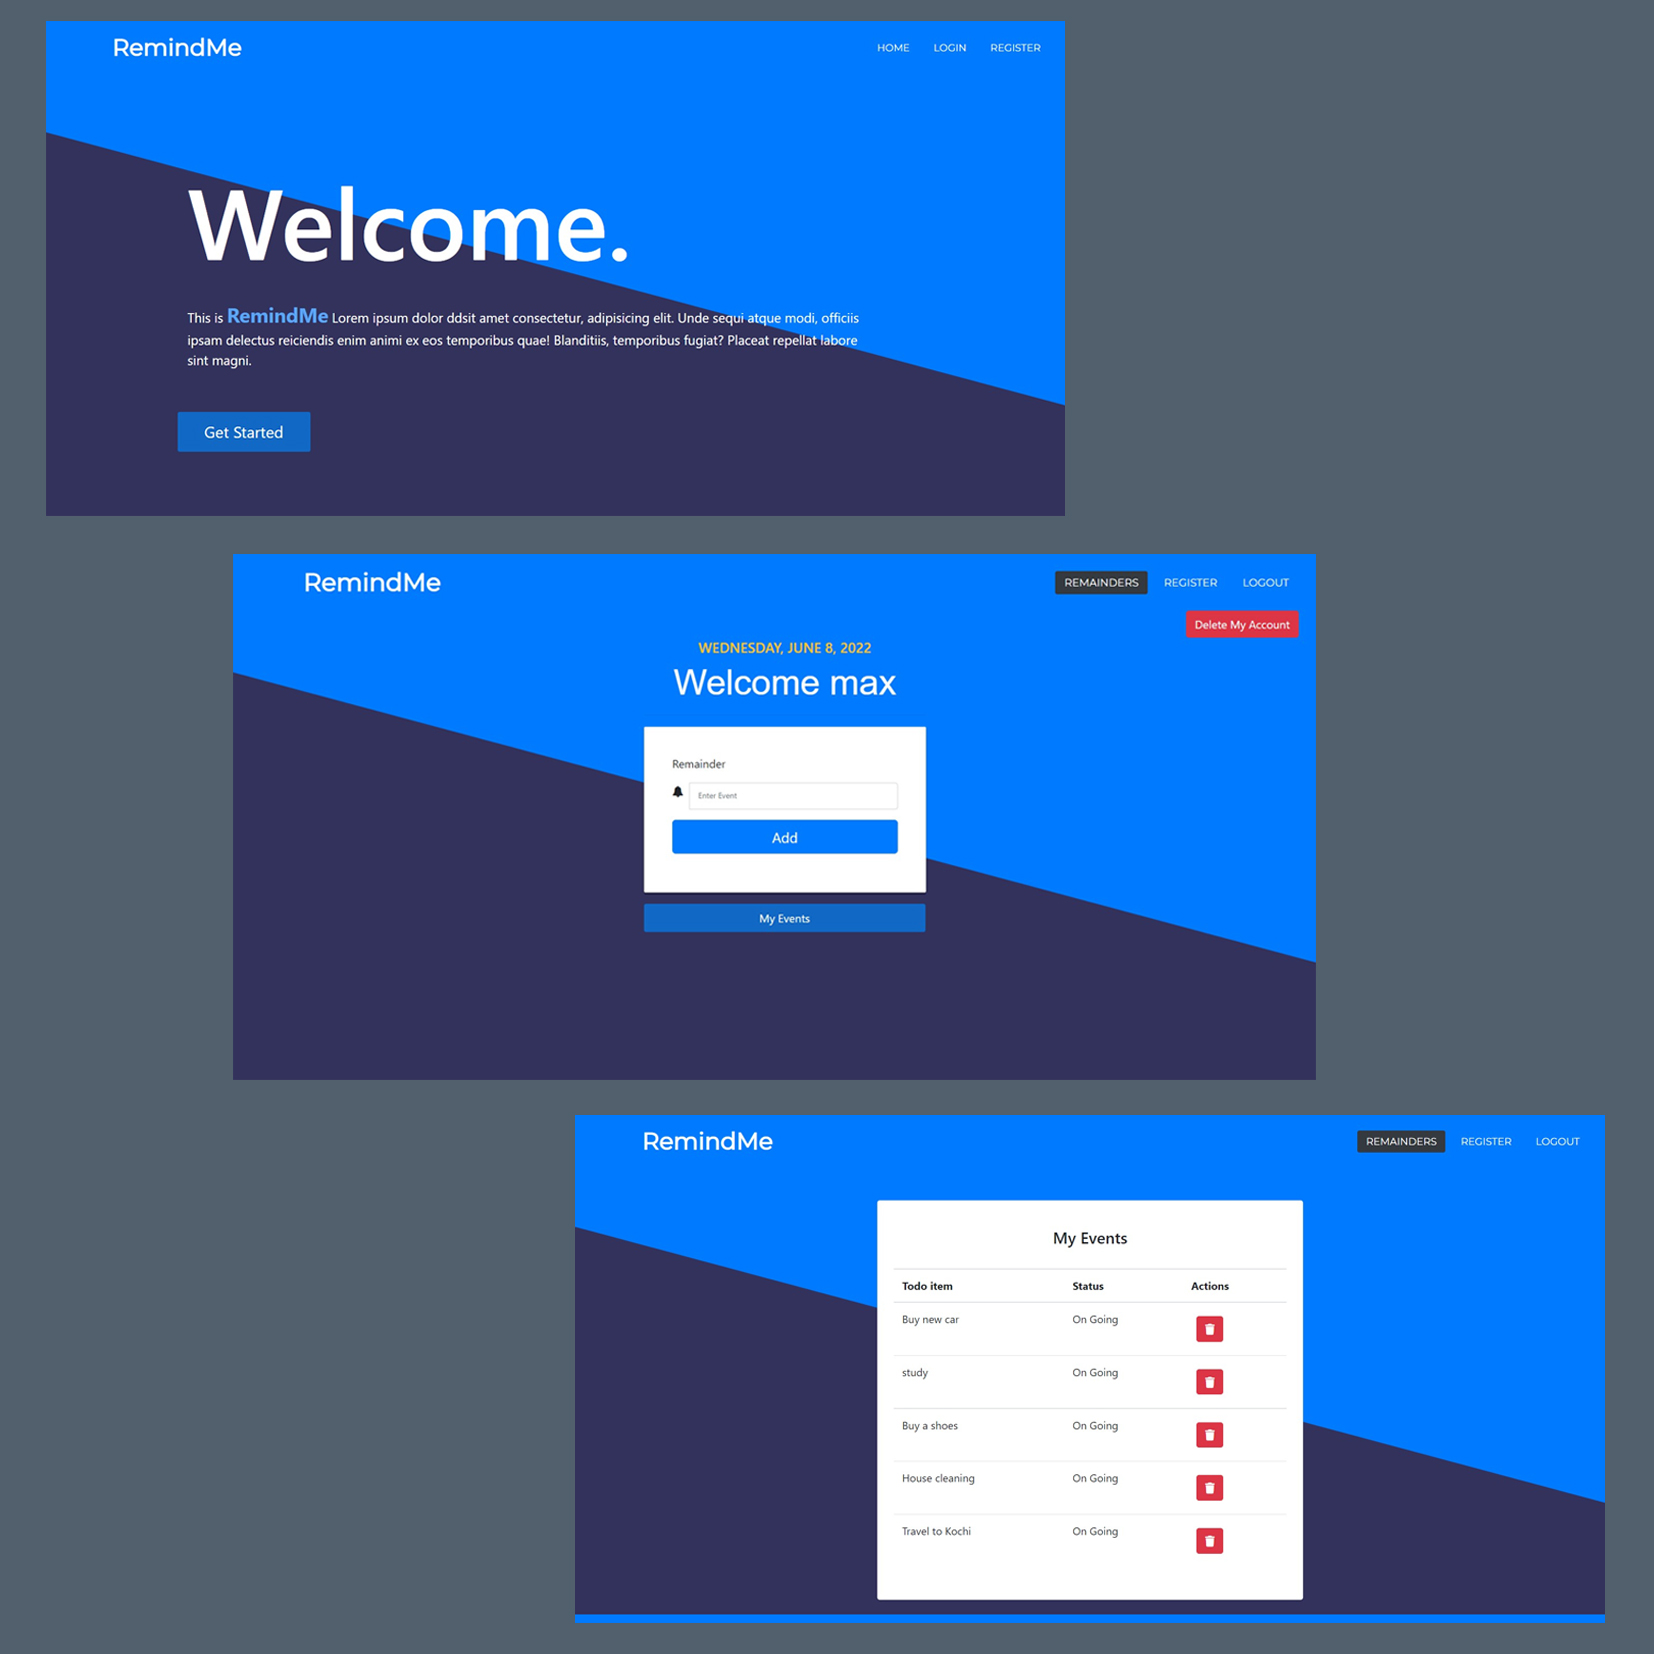 RemindMe
HOME LOGIN REGISTER
Welcome.
This is RemindMe Lorem ipsum dolor ddsit amet consectetur, adipisicing elit. Unde sequi atque modi, officiis
ipsam delectus reiciendis enim animi ex eos temporibus quae! Blanditiis, temporibus fugiat? Placeat repellat labore
sint magni.
Get Started
RemindMe
REMAINDERS REGISTER LOGOUT
Delete My Account
WEDNESDAY, JUNE 8, 2022
Welcome max
Remainder
Enter Event
Add
My Events
RemindMe
REMAINDERS REGISTER LOGOUT
My Events
Todo item Status Actions
Buy new car On Going
study On Going
Buy a shoes On Going
House cleaning On Going
Travel to Kochi On Going